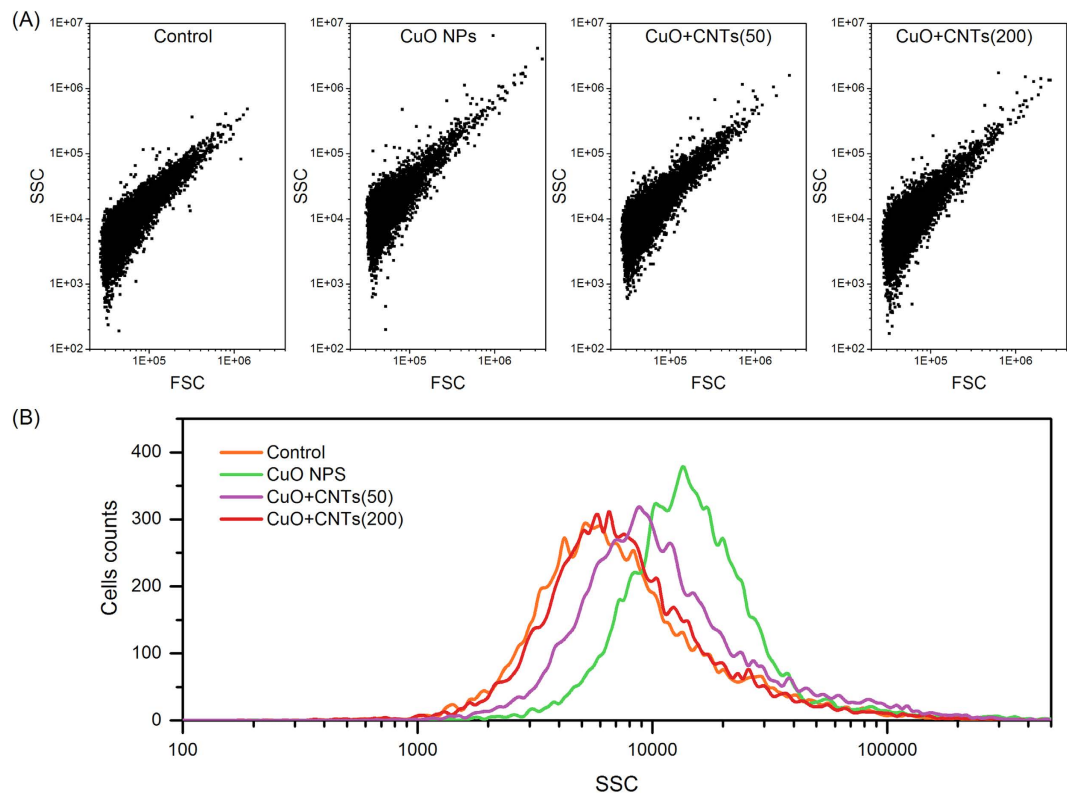 (A)
Control
CuO NPs
CuO+CNTs(50)
CuO+CNTs(200)
1E+07
1E+06
1E+05
1E+04
1E+03
1E+02
SSC
1E+05
1E+06
FSC
1E+07
1E+06
1E+05
1E+04
1E+03
1E+02
SSC
1E+05
1E+06
FSC
1E+07
1E+06
1E+05
1E+04
1E+03
1E+02
SSC
1E+05
1E+06
FSC
1E+07
1E+06
1E+05
1E+04
1E+03
1E+02
SSC
1E+05
1E+06
FSC
(B)
Control
CuO NPS
CuO+CNTs(50)
CuO+CNTs(200)
400
300
200
100
0
Cells counts
100
1000
10000
100000
SSC